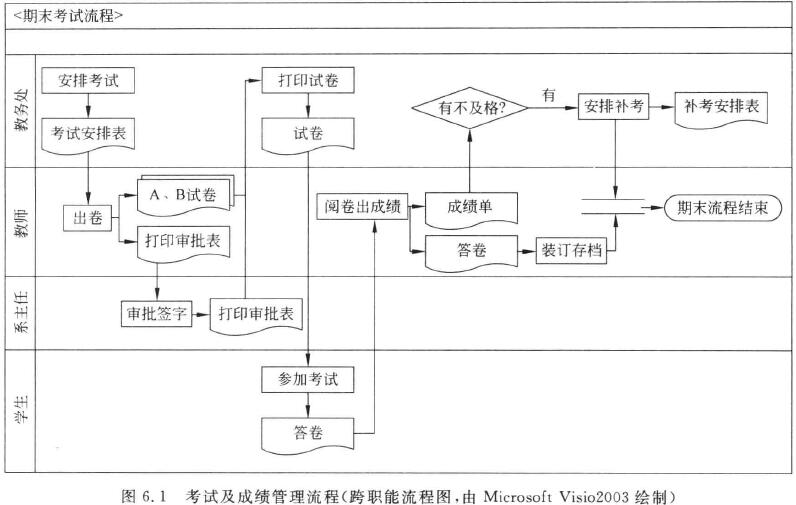 <期末考试流程>
教务处
安排考试
考试安排表
打印试卷
试卷
有不及格?
有
安排补考
补考安排表
教师
出卷
A、B试卷
打印审批表
阅卷出成绩
成绩单
答卷
装订存档
期末流程结束
系主任
审批签字
打印审批表
学生
参加考试
答卷
图 6.1 考试及成绩管理流程(跨职能流程图,由 Microsoft Visio2003 绘制)